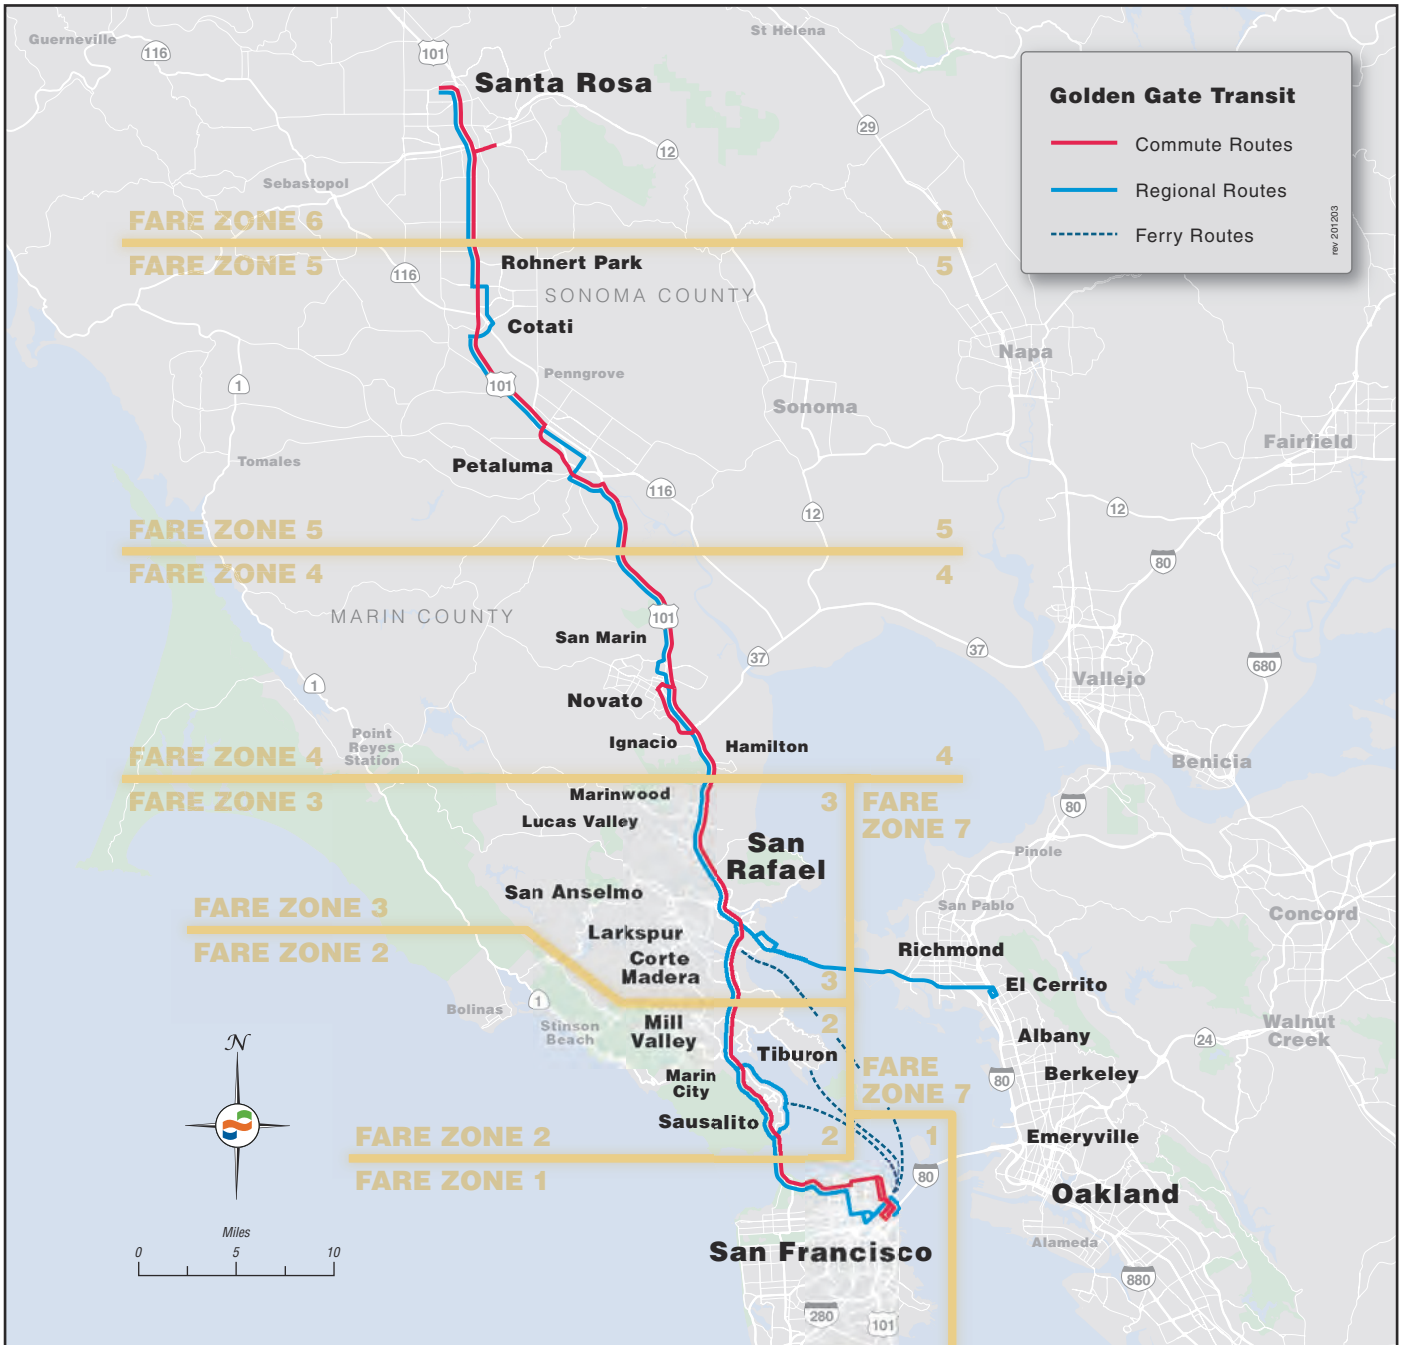 Guerneville
116
101
St Helena
Santa Rosa
Golden Gate Transit
Commute Routes
Regional Routes
Ferry Routes
rev 201203
29
12
Sebastopol
FARE ZONE 6
6
FARE ZONE 5
5
Rohnert Park
116
SONOMA COUNTY
Cotati
Napa
1
101
Penngrove
Sonoma
Fairfield
Tomales
Petaluma
116
12
12
FARE ZONE 5
5
80
FARE ZONE 4
4
MARIN COUNTY
101
San Marin
37
37
680
1
Vallejo
Novato
Point
Reyes
Station
Ignacio
Hamilton
FARE ZONE 4
4
Benicia
FARE ZONE 3
3
Marinwood
FARE
ZONE 7
80
Lucas Valley
San
Rafael
Pinole
San Anselmo
San Pablo
FARE ZONE 3
Concord
Larkspur
FARE ZONE 2
Richmond
Corte
Madera
3
El Cerrito
Bolinas
1
Stinson
Beach
Mill
Valley
2
Albany
24
Walnut
Creek
N
Tiburon
FARE
ZONE 7
80
Berkeley
Marin
City
Sausalito
FARE ZONE 2
2
1
Emeryville
FARE ZONE 1
80
Oakland
Miles
0
5
10
San Francisco
Alameda
880
280
101